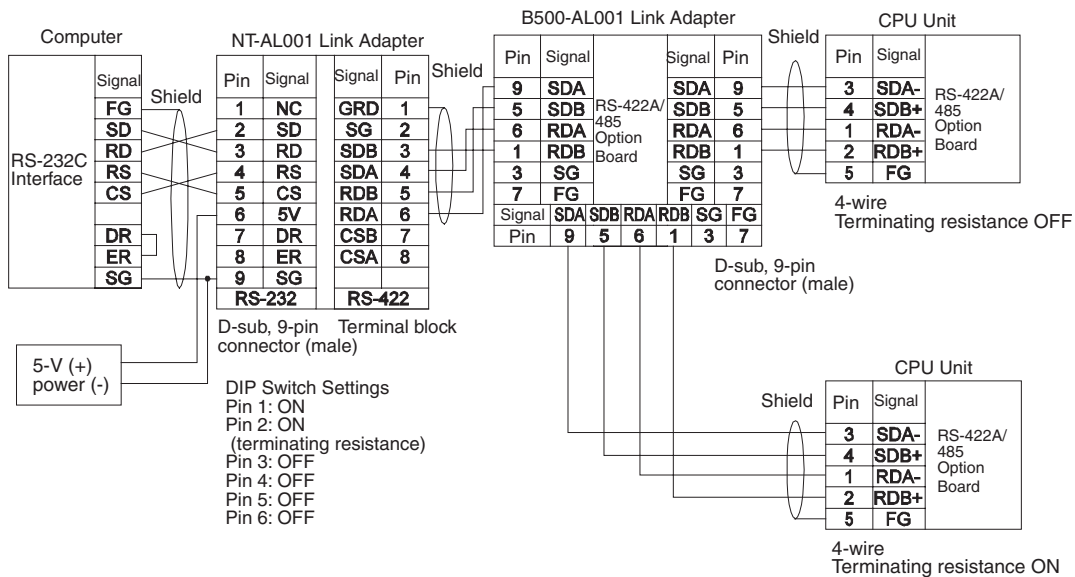 Computer
RS-232C
Interface
Signal
FG
SD
RD
RS
CS
DR
ER
SG
Shield
5-V (+)
power (-)
NT-AL001 Link Adapter
Pin Signal Signal Pin
1 NC GRD 1
2 SD SG 2
3 RD SDB 3
4 RS SDA 4
5 CS RDB 5
6 5V RDA 6
7 DR CSB 7
8 ER CSA 8
9 SG
RS-232 RS-422
D-sub, 9-pin
connector (male)
Terminal block
DIP Switch Settings
Pin 1: ON
Pin 2: ON
(terminating resistance)
Pin 3: OFF
Pin 4: OFF
Pin 5: OFF
Pin 6: OFF
Shield
B500-AL001 Link Adapter
Pin Signal Signal Pin
9 SDA SDA 9
5 SDB SDB 5
6 RDA RDA 6
1 RDB RDB 1
3 SG SG 3
7 FG FG 7
RS-422A/
485
Option
Board
Signal SDA SDB RDA RDB SG FG
Pin 9 5 6 1 3 7
D-sub, 9-pin
connector (male)
Shield
CPU Unit
Pin Signal
3 SDA-
4 SDB+
1 RDA-
2 RDB+
5 FG
RS-422A/
485
Option
Board
4-wire
Terminating resistance OFF
Shield
CPU Unit
Pin Signal
3 SDA-
4 SDB+
1 RDA-
2 RDB+
5 FG
RS-422A/
485
Option
Board
4-wire
Terminating resistance ON